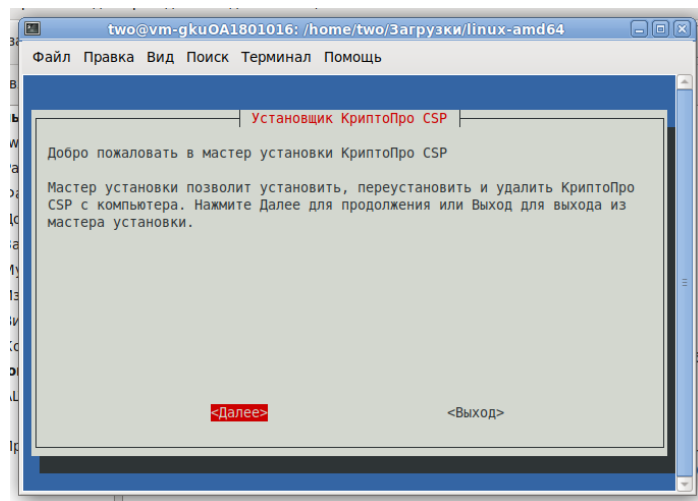 two@vm-gkuOA1801016: /home/two/Загрузки/linux-amd64
Файл Правка Вид Поиск Терминал Помощь
Установщик КриптоПро CSP
Добро пожаловать в мастер установки КриптоПро CSP
Мастер установки позволит установить, переустановить и удалить КриптоПро
CSP с компьютера. Нажмите Далее для продолжения или Выход для выхода из
мастера установки.
<Далее> <Выход>